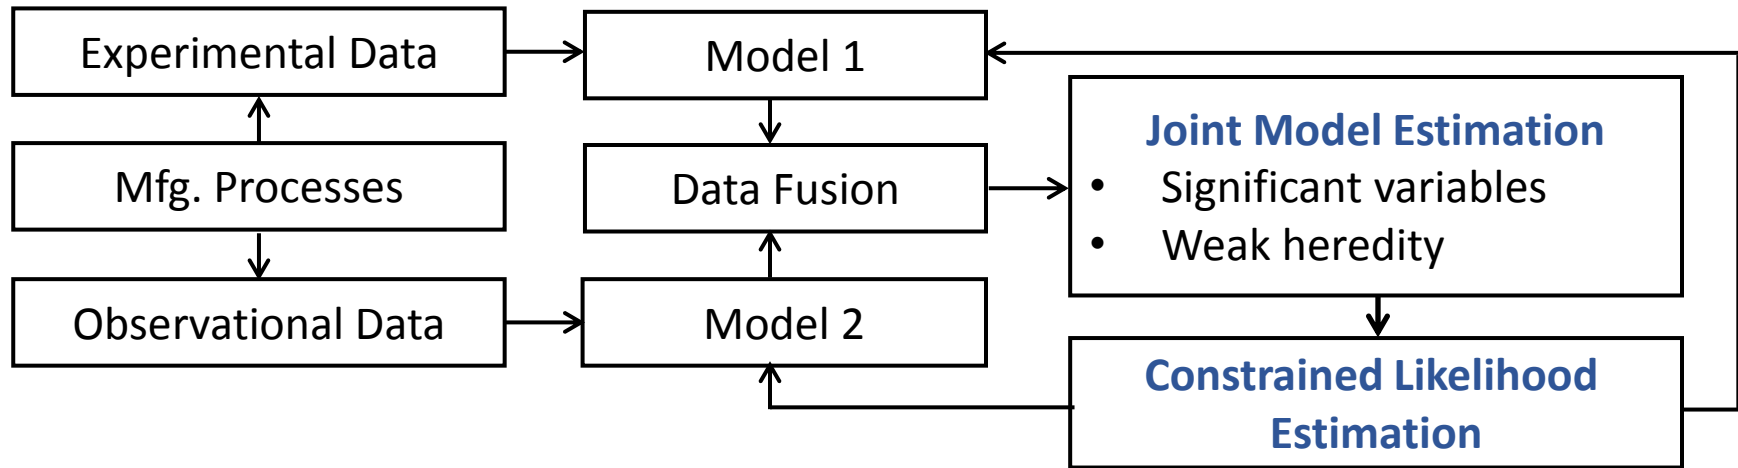 Experimental Data
Model 1
Joint Model Estimation
• Significant variables
• Weak heredity
Mfg. Processes
Data Fusion
Observational Data
Model 2
Constrained Likelihood
Estimation